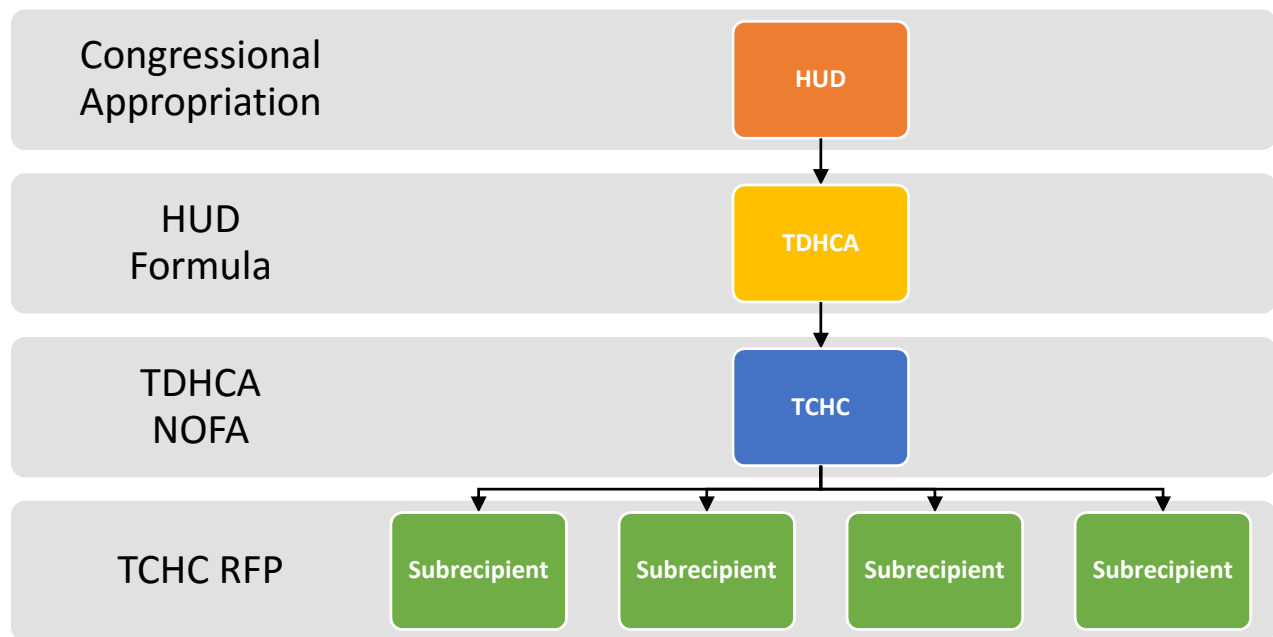 Congressional
Appropriation
HUD
HUD
Formula
TDHCA
TDHCA
NOFA
TCHC
TCHC RFP
Subrecipient
Subrecipient
Subrecipient
Subrecipient